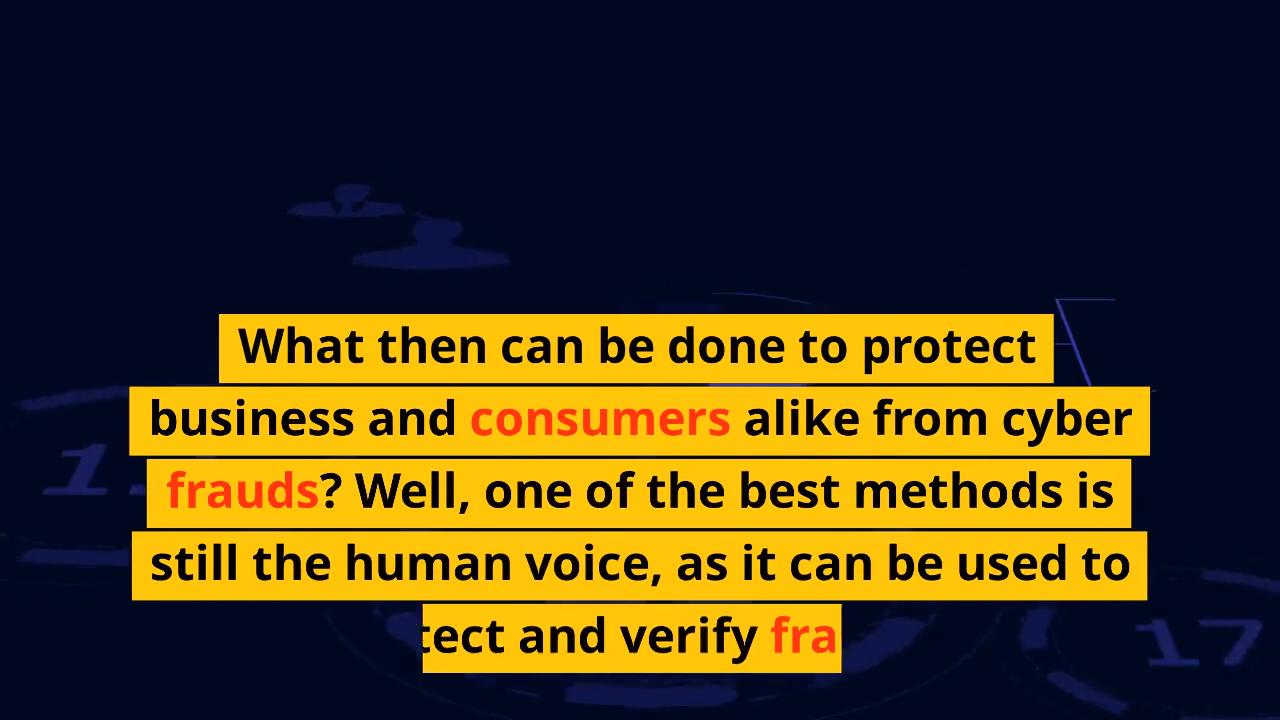 What then can be done to protect
business and consumers alike from cyber
frauds? Well, one of the best methods is
still the human voice, as it can be used to
tect and verify fra
17